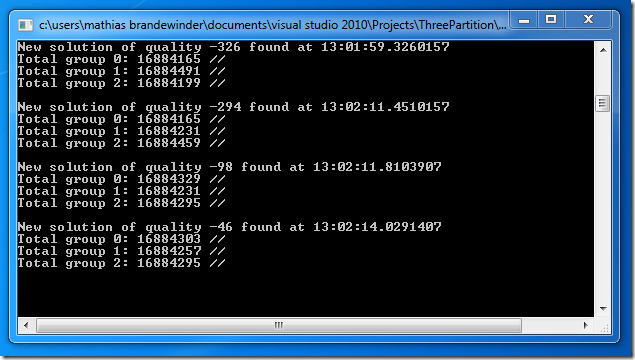 c:\users\mathias brandewinder\documents\visual studio 2010\Projects\ThreePartition\...
New solution of quality -326 found at 13:01:59.3260157
Total group 0: 16884165 //
Total group 1: 16884491 //
Total group 2: 16884199 //
New solution of quality -294 found at 13:02:11.4510157
Total group 0: 16884165 //
Total group 1: 16884231 //
Total group 2: 16884459 //
New solution of quality -98 found at 13:02:11.8103907
Total group 0: 16884329 //
Total group 1: 16884231 //
Total group 2: 16884295 //
New solution of quality -46 found at 13:02:14.0291407
Total group 0: 16884303 //
Total group 1: 16884257 //
Total group 2: 16884295 //